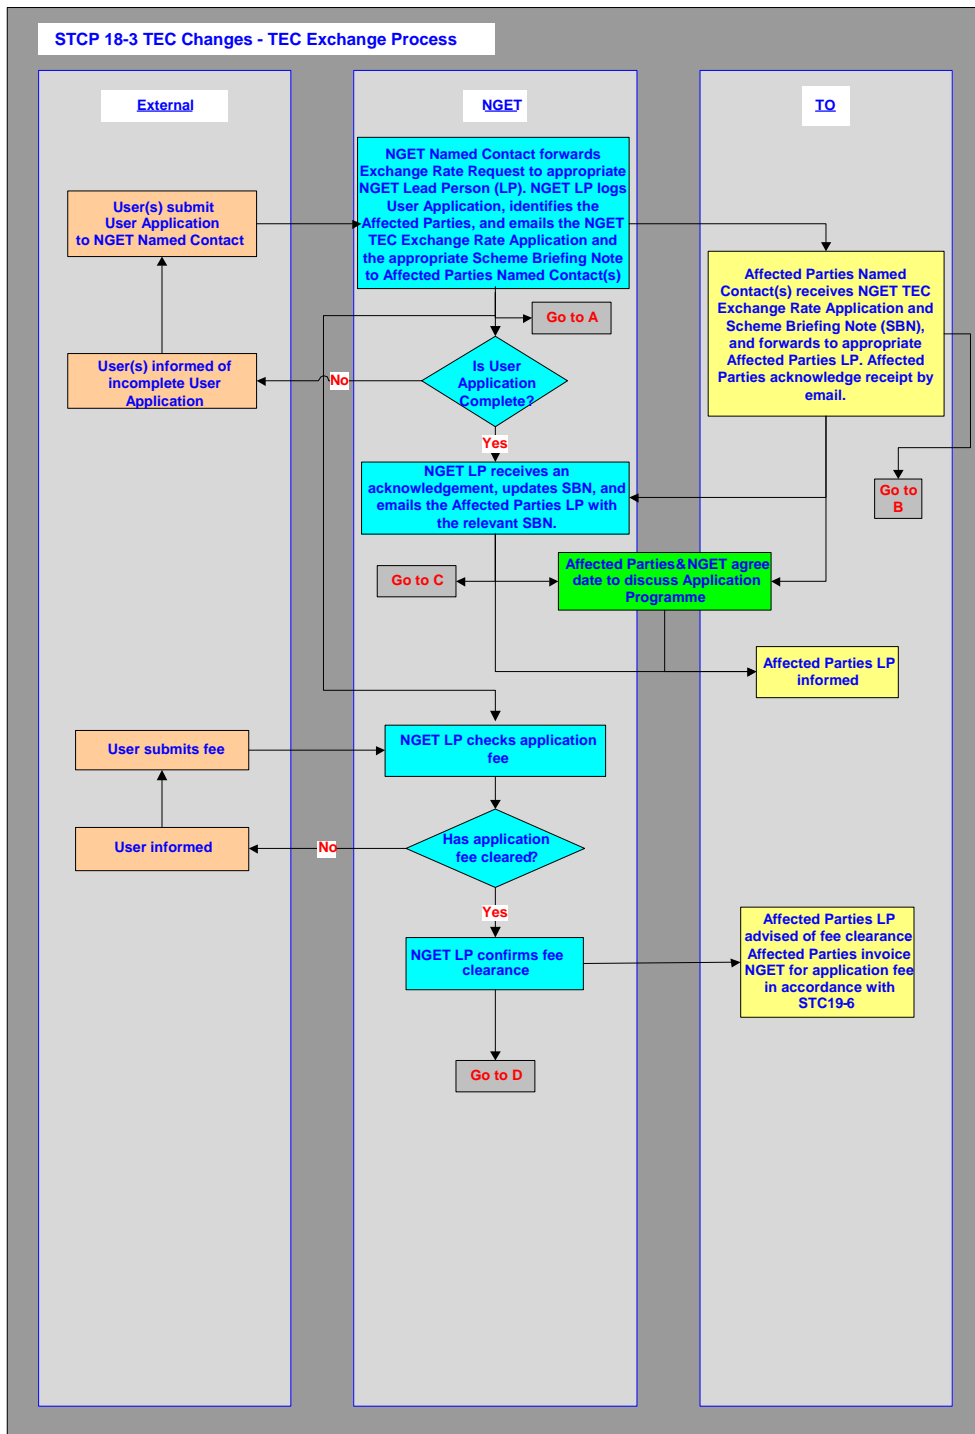 STCP 18-3 TEC Changes - TEC Exchange Process
External
NGET
TO
NGET Named Contact forwards
Exchange Rate Request to appropriate
NGET Lead Person (LP). NGET LP logs
User Application, identifies the
Affected Parties, and emails the NGET
TEC Exchange Rate Application and
the appropriate Scheme Briefing Note
to Affected Parties Named Contact(s)
User(s) submit
User Application
to NGET Named Contact
Affected Parties Named
Contact(s) receives NGET TEC
Exchange Rate Application and
Scheme Briefing Note (SBN),
and forwards to appropriate
Affected Parties LP. Affected
Parties acknowledge receipt by
email.
Go to A
User(s) informed of
incomplete User
Application
No
Is User
Application
Complete?
Yes
NGET LP receives an
acknowledgement, updates SBN, and
emails the Affected Parties LP with
the relevant SBN.
Go to
B
Go to C
Affected Parties&NGET agree
date to discuss Application
Programme
Affected Parties LP
informed
User submits fee
NGET LP checks application
fee
User informed
No
Has application
fee cleared?
Yes
NGET LP confirms fee
clearance
Affected Parties LP
advised of fee clearance
Affected Parties invoice
NGET for application fee
in accordance with
STC19-6
Go to D